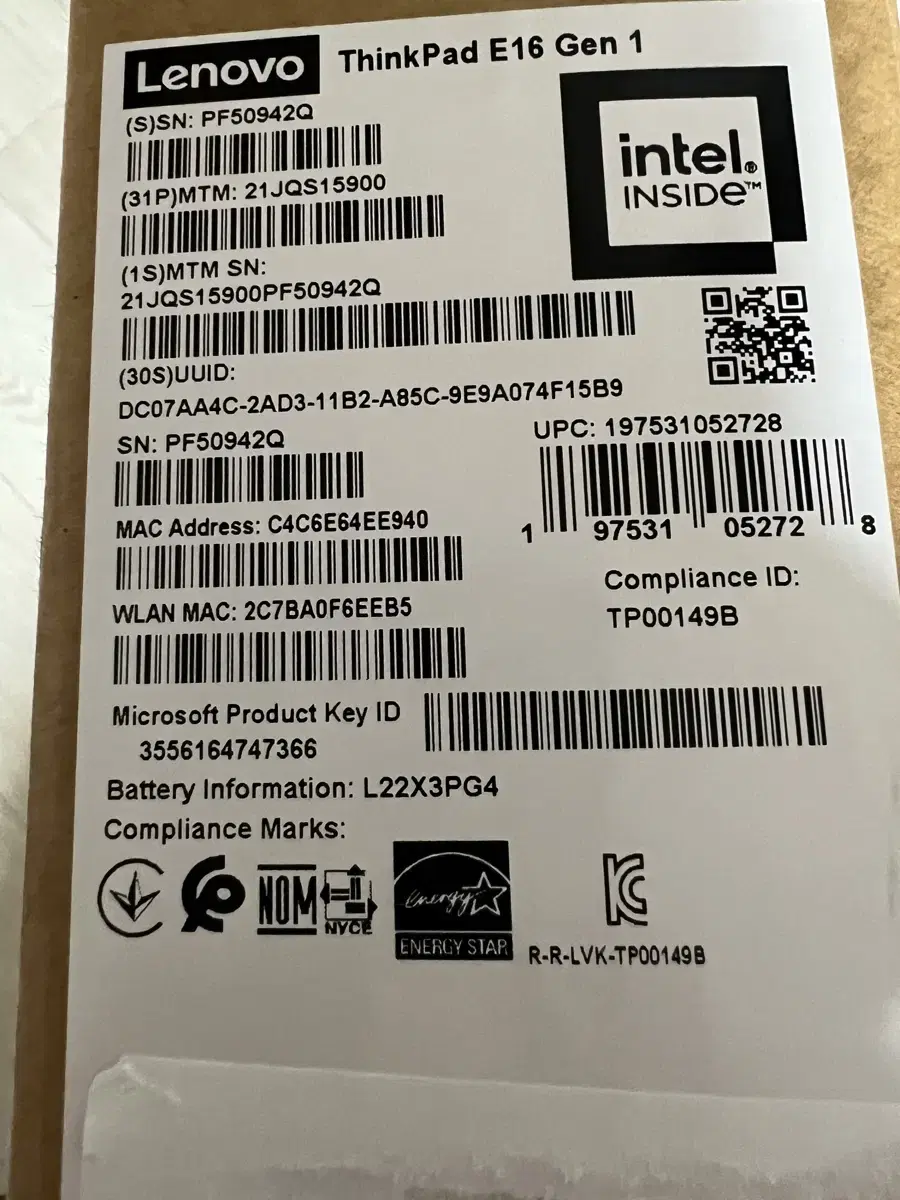 Lenovo ThinkPad E16 Gen 1
(S)SN: PF50942Q
(31P)MTM: 21JQS15900
intel®
INSIDE™
(1S)MTM SN:
21JQS15900PF50942Q
(30S)UUID:
DC07AA4C-2AD3-11B2-A85C-9E9A074F15B9
SN: PF50942Q
UPC: 197531052728
1 97531 05272 8
MAC Address: C4C6E64EE940
Compliance ID:
TP00149B
WLAN MAC: 2C7BA0F6EEB5
Microsoft Product Key ID
3556164747366
Battery Information: L22X3PG4
Compliance Marks:
NOM
NYCE
energy
ENERGY STAR
R-R-LVK-TP00149B